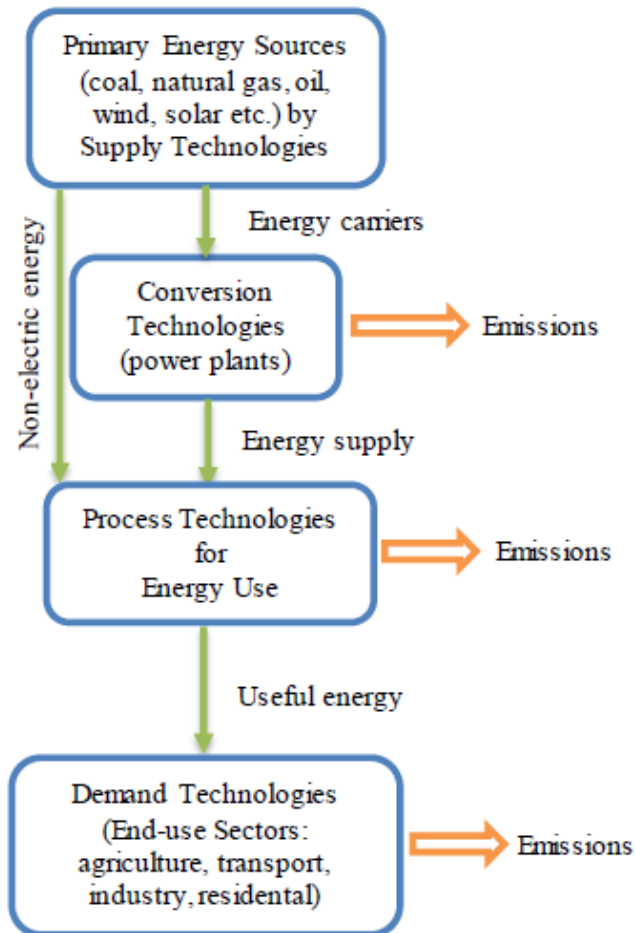 Primary Energy Sources
(coal, natural gas, oil,
wind, solar etc.) by
Supply Technologies
Non-electric energy
Energy carriers
Conversion
Technologies
(power plants)
Emissions
Energy supply
Process Technologies
for
Energy Use
Emissions
Useful energy
Demand Technologies
(End-use Sectors:
agriculture, transport,
industry, residental)
Emissions